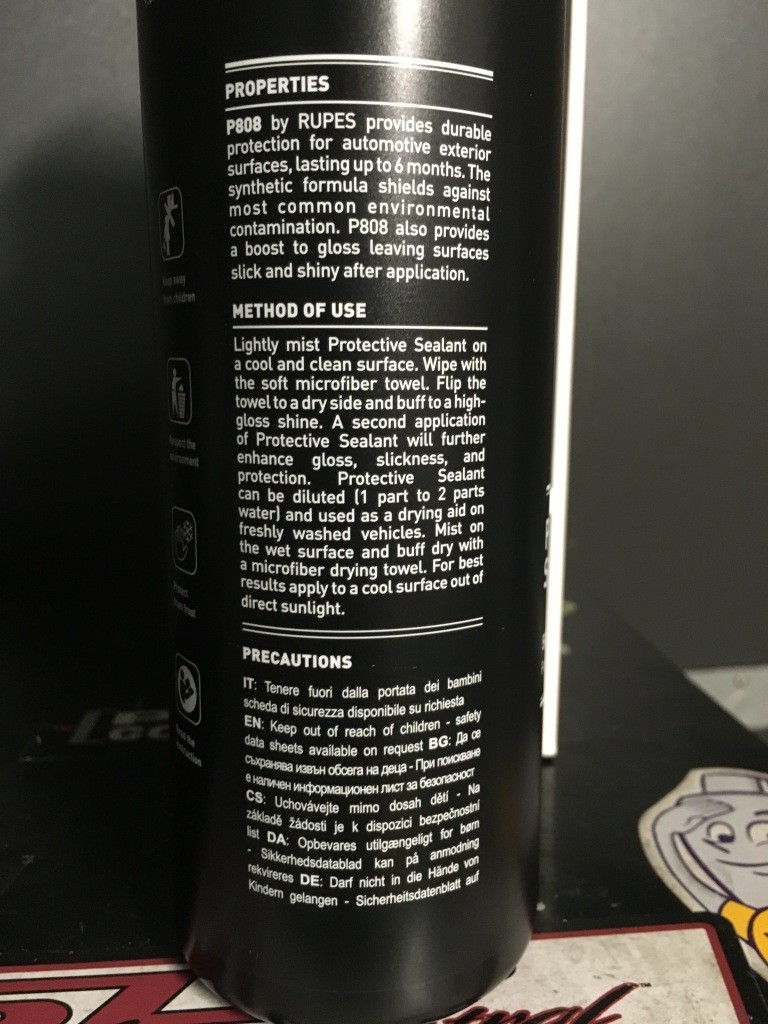 PROPERTIES
P808 by RUPES provides durable
protection for automotive exterior
surfaces, lasting up to 6 months. The
synthetic formula shields against
most common environmental
contamination. P808 also provides
a boost to gloss leaving surfaces
slick and shiny after application.
METHOD OF USE
Lightly mist Protective Sealant on
a cool and clean surface. Wipe with
the soft microfiber towel. Flip the
towel to a dry side and buff to a high-
gloss shine. A second application
of Protective Sealant will further
enhance gloss, slickness, and
protection. Protective Sealant
can be diluted (1 part to 2 parts
water) and used as a drying aid on
freshly washed vehicles. Mist on
the wet surface and buff dry with
a microfiber drying towel. For best
results apply to a cool surface out of
direct sunlight.
PRECAUTIONS
IT: Tenere fuori dalla portata dei bambini
scheda di sicurezza disponibile su richiesta
EN: Keep out of reach of children - safety
data sheets available on request BG: Да се
съхранява извън обсега на деца - При поискване
е наличен информационен лист за безопасност
CS: Uchovávejte mimo dosah dětí - Na
základě žádosti je k dispozici bezpečnostní
list DA: Opbevares utilgængeligt for børn
- Sikkerhedsdatablad kan på anmodning
rekvireres DE: Darf nicht in die Hände von
Kindern gelangen - Sicherheitsdatenblatt auf
Keep away
from children
Respect the
environment
frost
Read the